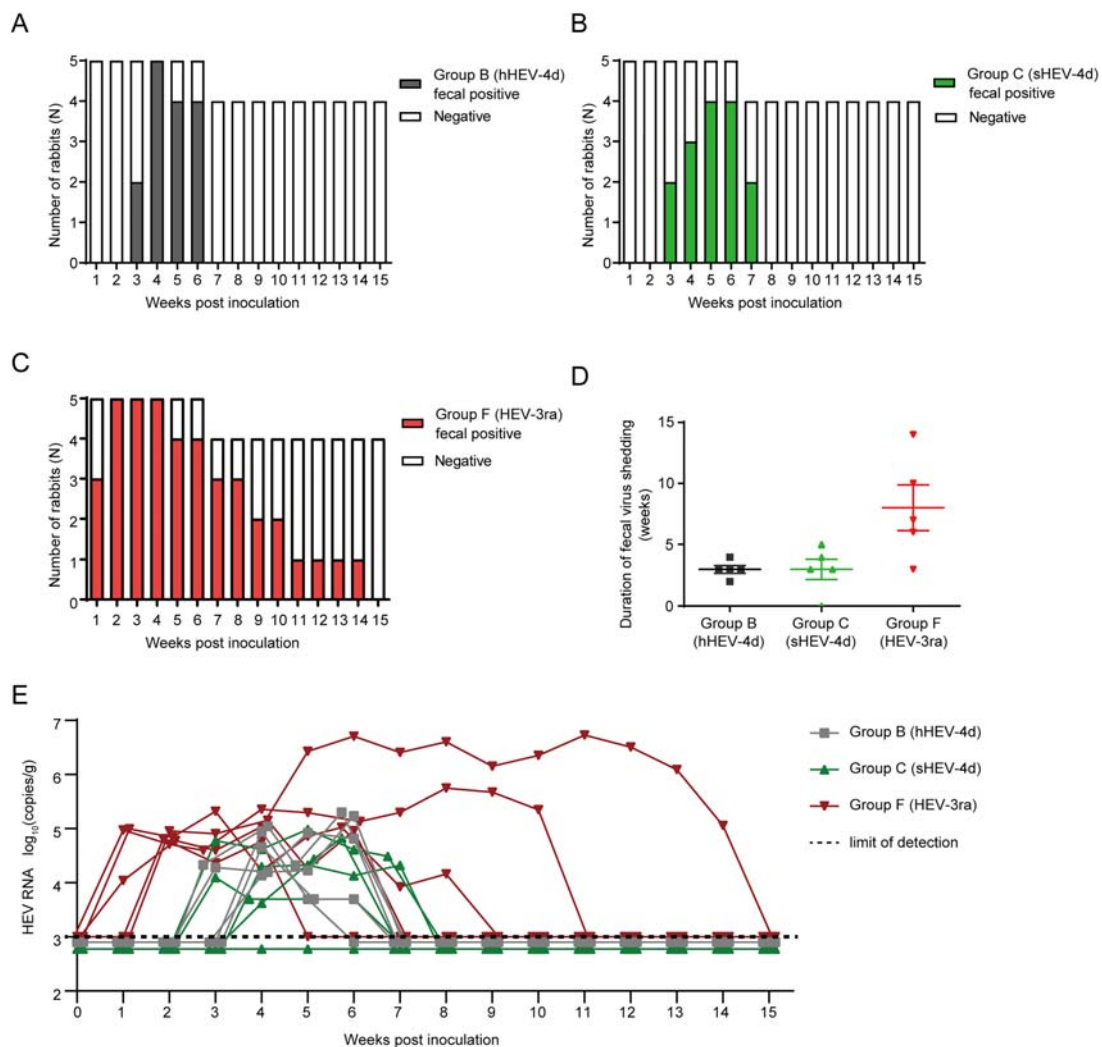 A
5
4
3
2
1
0
Number of rabbits (N)
1 2 3 4 5 6 7 8 9 10 11 12 13 14 15
Weeks post inoculation
Group B (hHEV-4d)
fecal positive
Negative
B
5
4
3
2
1
0
Number of rabbits (N)
1 2 3 4 5 6 7 8 9 10 11 12 13 14 15
Weeks post inoculation
Group C (sHEV-4d)
fecal positive
Negative
C
5
4
3
2
1
0
Number of rabbits (N)
1 2 3 4 5 6 7 8 9 10 11 12 13 14 15
Weeks post inoculation
Group F (HEV-3ra)
fecal positive
Negative
D
15
10
5
0
Duration of fecal virus shedding
(weeks)
Group B
(hHEV-4d)
Group C
(sHEV-4d)
Group F
(HEV-3ra)
E
7
6
5
4
3
2
HEV RNA log10(copies/g)
0 1 2 3 4 5 6 7 8 9 10 11 12 13 14 15
Weeks post inoculation
Group B (hHEV-4d)
Group C (sHEV-4d)
Group F (HEV-3ra)
limit of detection